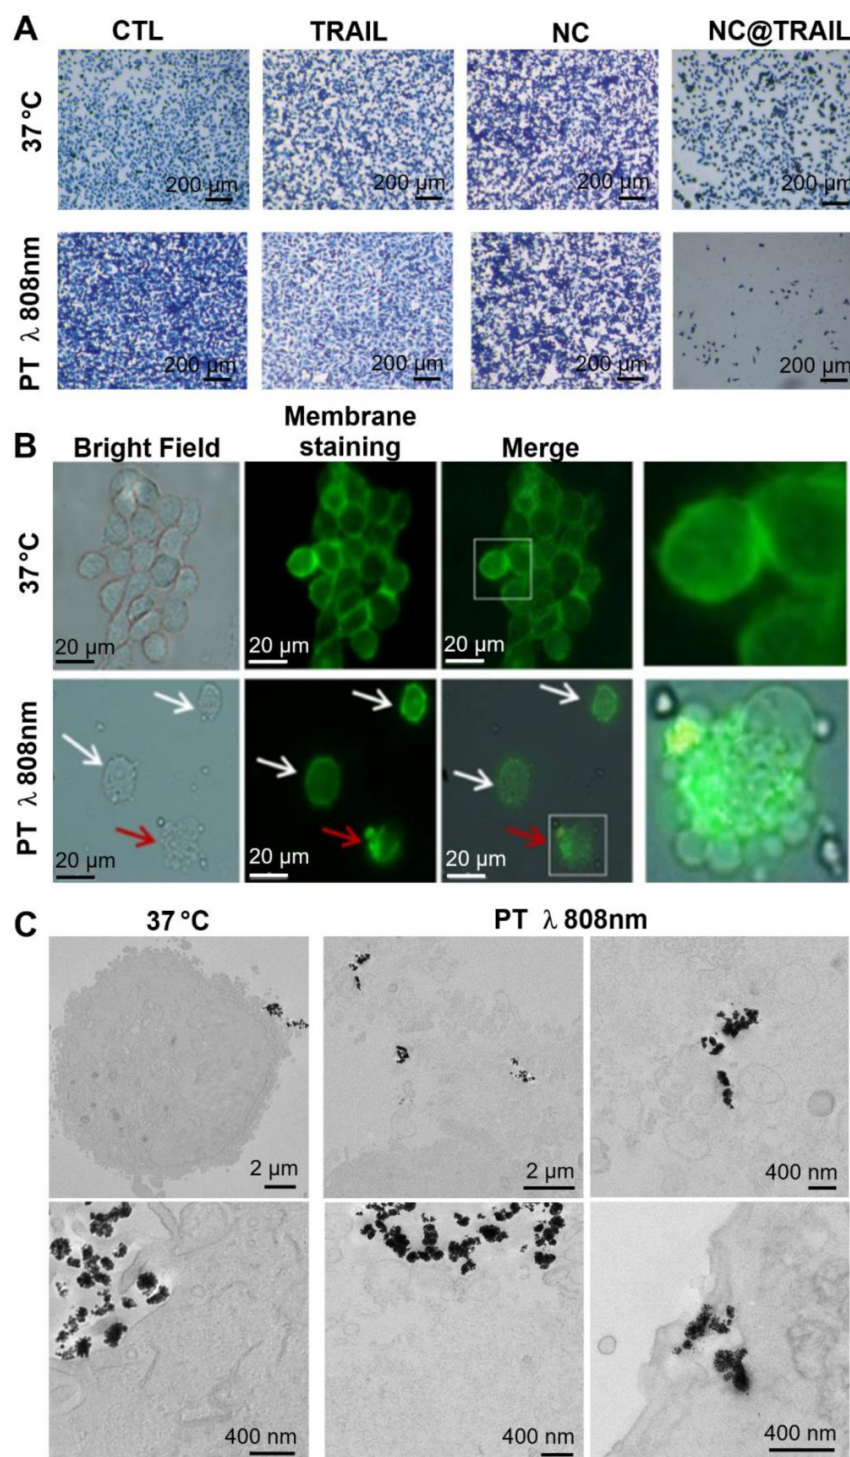 A
CTL TRAIL NC NC@TRAIL
37 °C
200 µm 200 µm 200 µm 200 µm
PT λ 808nm
200 µm 200 µm 200 µm 200 µm
B
Bright Field Membrane staining Merge
37 °C
20 µm 20 µm 20 µm
PT λ 808nm
20 µm 20 µm 20 µm
C
37 °C PT λ 808nm
2 µm 2 µm 400 nm
400 nm 400 nm 400 nm